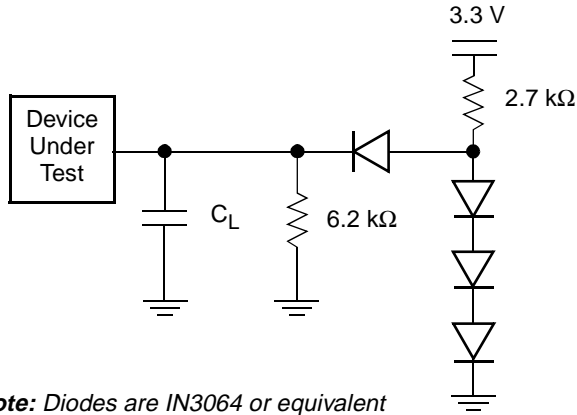 3.3 V
2.7 kΩ
Device
Under
Test
C_L
6.2 kΩ
ote: Diodes are IN3064 or equivalent